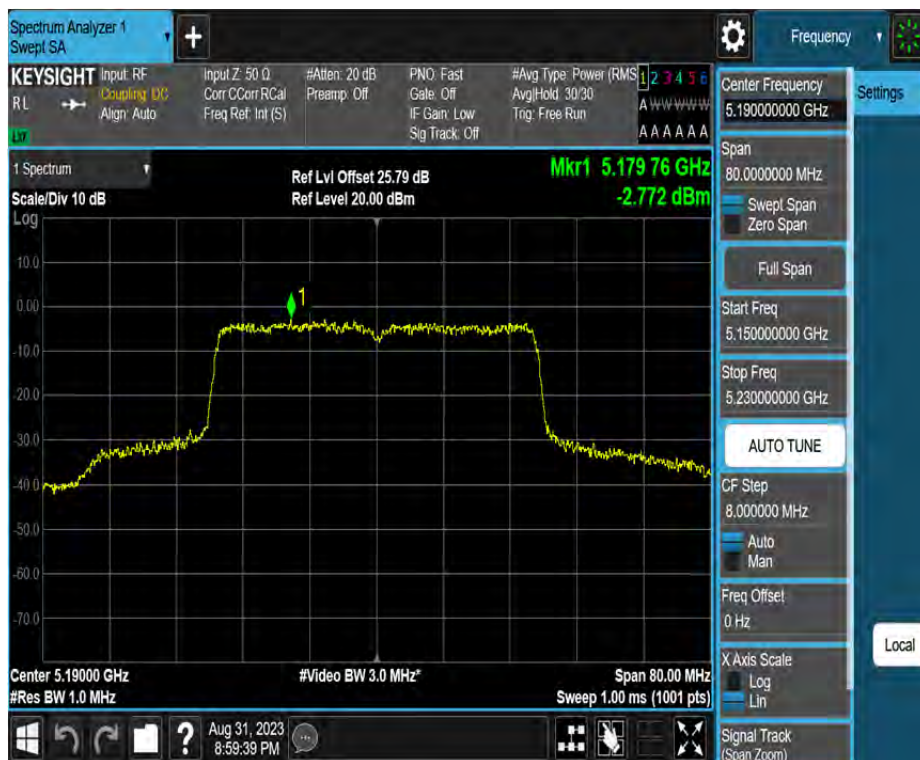 Spectrum Analyzer 1
Swept SA
+
Frequency
KEYSIGHT
RL
LXI
Input: RF
Coupling: DC
Align: Auto
Input Z: 50 Ω
Corr CCorr RCal
Freq Ref: Int (S)
#Atten: 20 dB
Preamp: Off
PNO: Fast
Gate: Off
IF Gain: Low
Sig Track: Off
#Avg Type: Power (RMS
Avg|Hold: 30/30
Trig: Free Run
1 2 3 4 5 6
A W W W W W
A A A A A A
1 Spectrum
Scale/Div 10 dB
Ref Lvl Offset 25.79 dB
Ref Level 20.00 dBm
Mkr1 5.179 76 GHz
-2.772 dBm
Log
10.0
0.00
-10.0
-20.0
-30.0
-40.0
-50.0
-60.0
-70.0
1
Center 5.19000 GHz
#Res BW 1.0 MHz
#Video BW 3.0 MHz*
Span 80.00 MHz
Sweep 1.00 ms (1001 pts)
?
Aug 31, 2023
8:59:39 PM
Center Frequency
5.190000000 GHz
Span
80.0000000 MHz
Swept Span
Zero Span
Full Span
Start Freq
5.150000000 GHz
Stop Freq
5.230000000 GHz
AUTO TUNE
CF Step
8.000000 MHz
Auto
Man
Freq Offset
0 Hz
X Axis Scale
Log
Lin
Signal Track
(Span Zoom)
Settings
Local